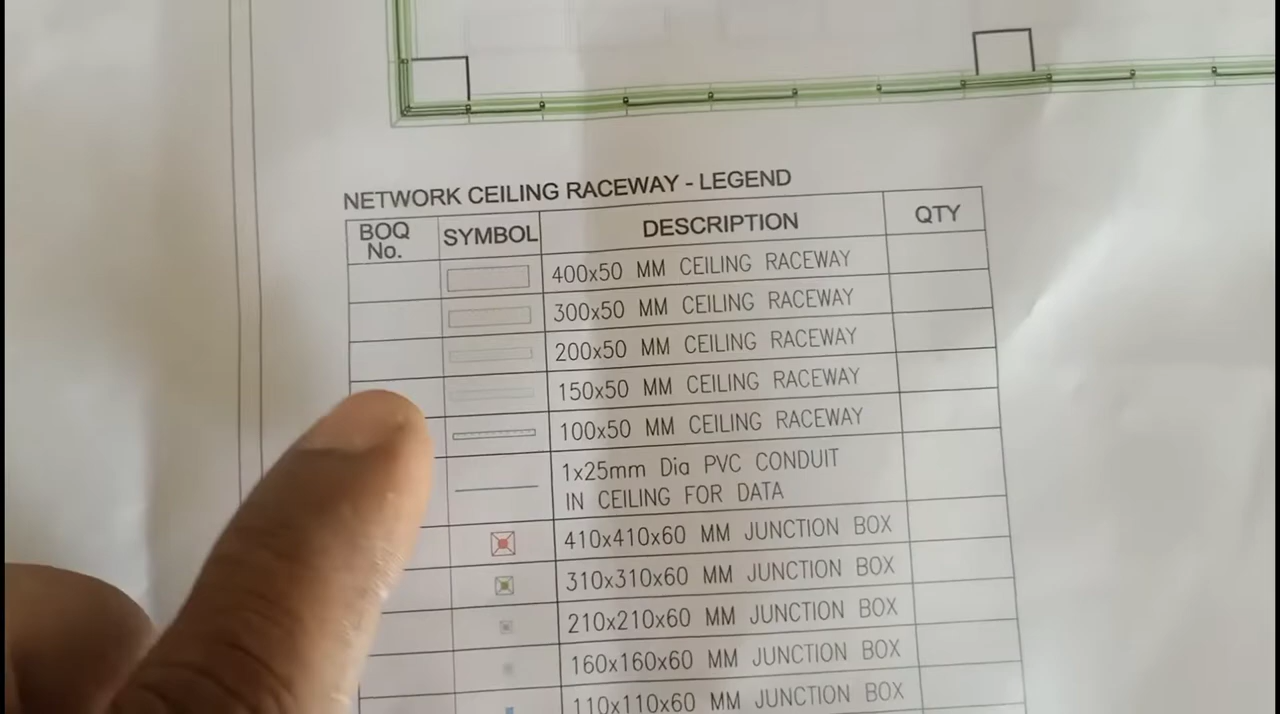 NETWORK CEILING RACEWAY - LEGEND
BOQ No. SYMBOL DESCRIPTION QTY
400x50 MM CEILING RACEWAY
300x50 MM CEILING RACEWAY
200x50 MM CEILING RACEWAY
150x50 MM CEILING RACEWAY
100x50 MM CEILING RACEWAY
1x25mm Dia PVC CONDUIT
IN CEILING FOR DATA
410x410x60 MM JUNCTION BOX
310x310x60 MM JUNCTION BOX
210x210x60 MM JUNCTION BOX
160x160x60 MM JUNCTION BOX
110x110x60 MM JUNCTION BOX